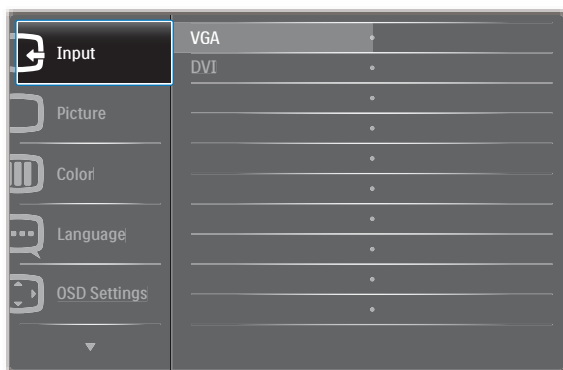 Input
VGA
DVI
Picture
Color
Language
OSD Settings